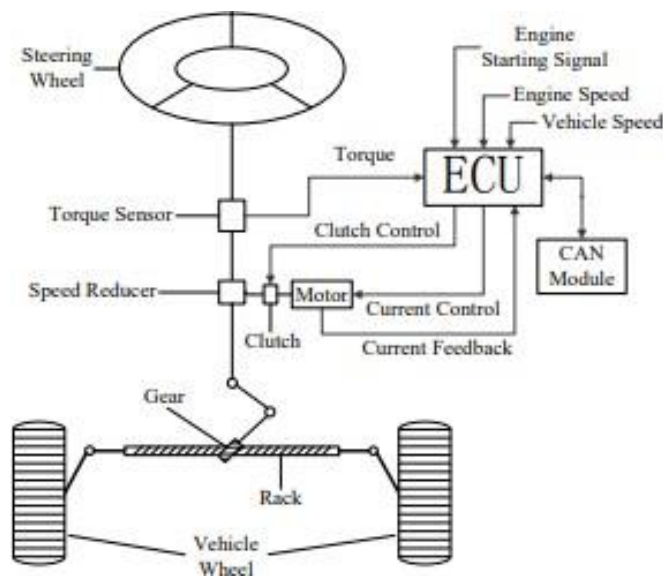 Steering
Wheel
Engine
Starting Signal
Engine Speed
Vehicle Speed
Torque
ECU
Torque Sensor
Clutch Control
CAN
Module
Speed Reducer
Motor
Current Control
Clutch
Current Feedback
Gear
Rack
Vehicle
Wheel